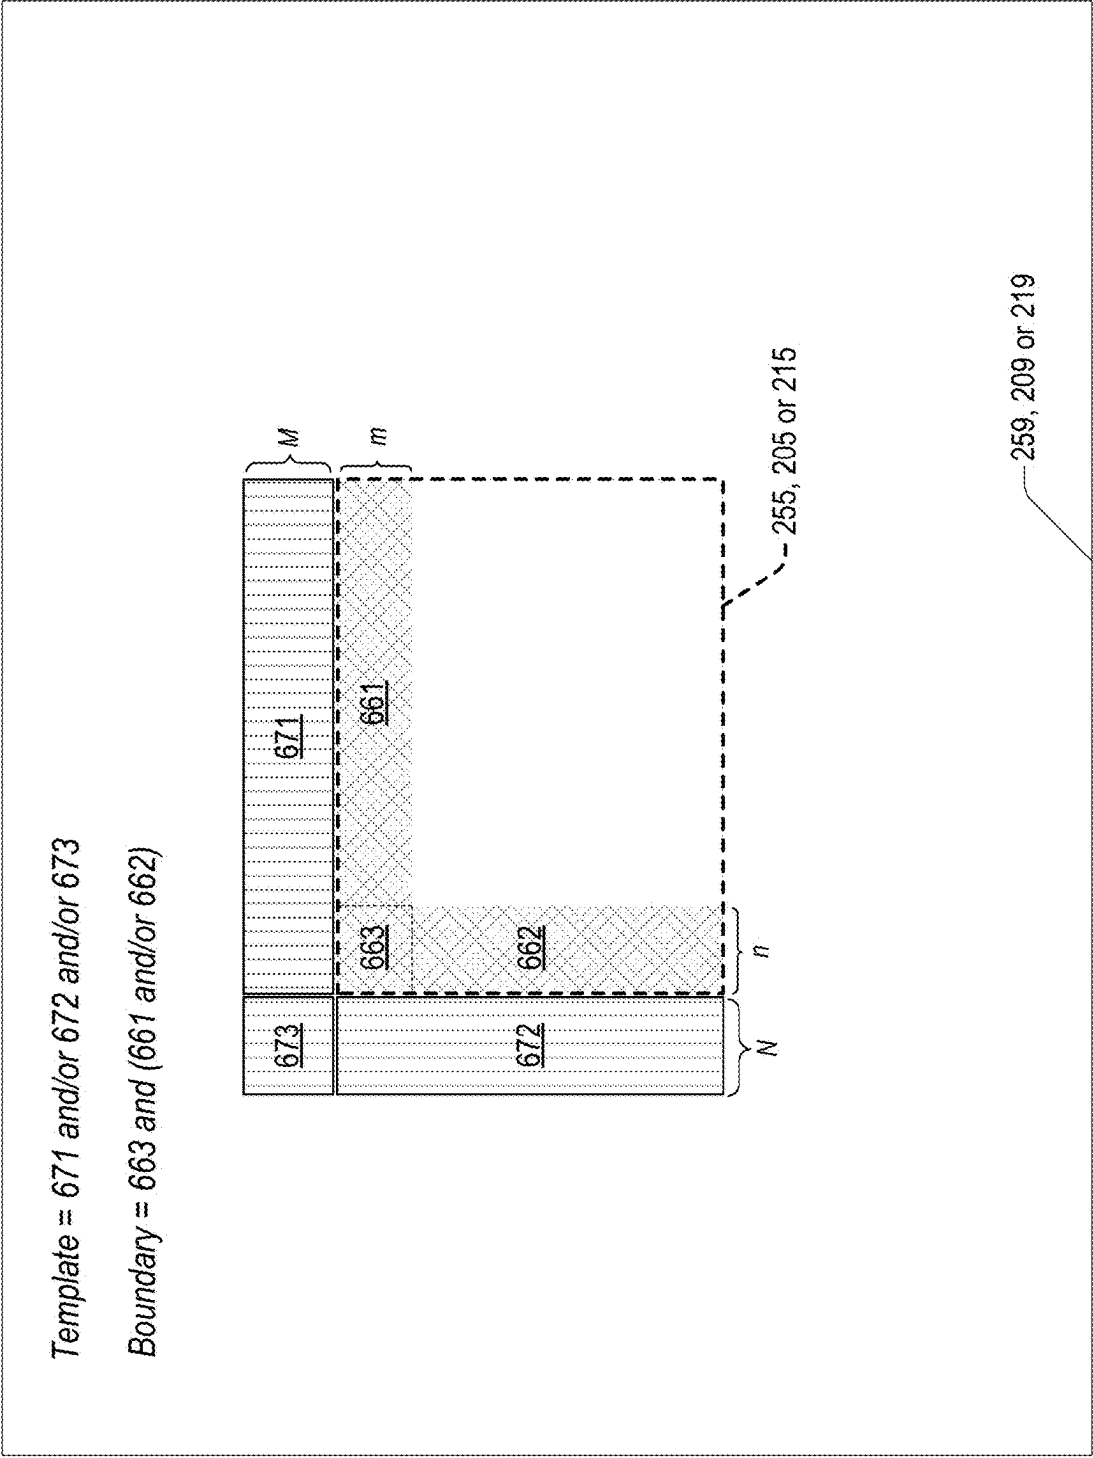 Template = 671 and/or 672 and/or 673
Boundary = 663 and (661 and/or 662)
673
671
M
663
661
m
672
662
N
n
255, 205 or 215
259, 209 or 219